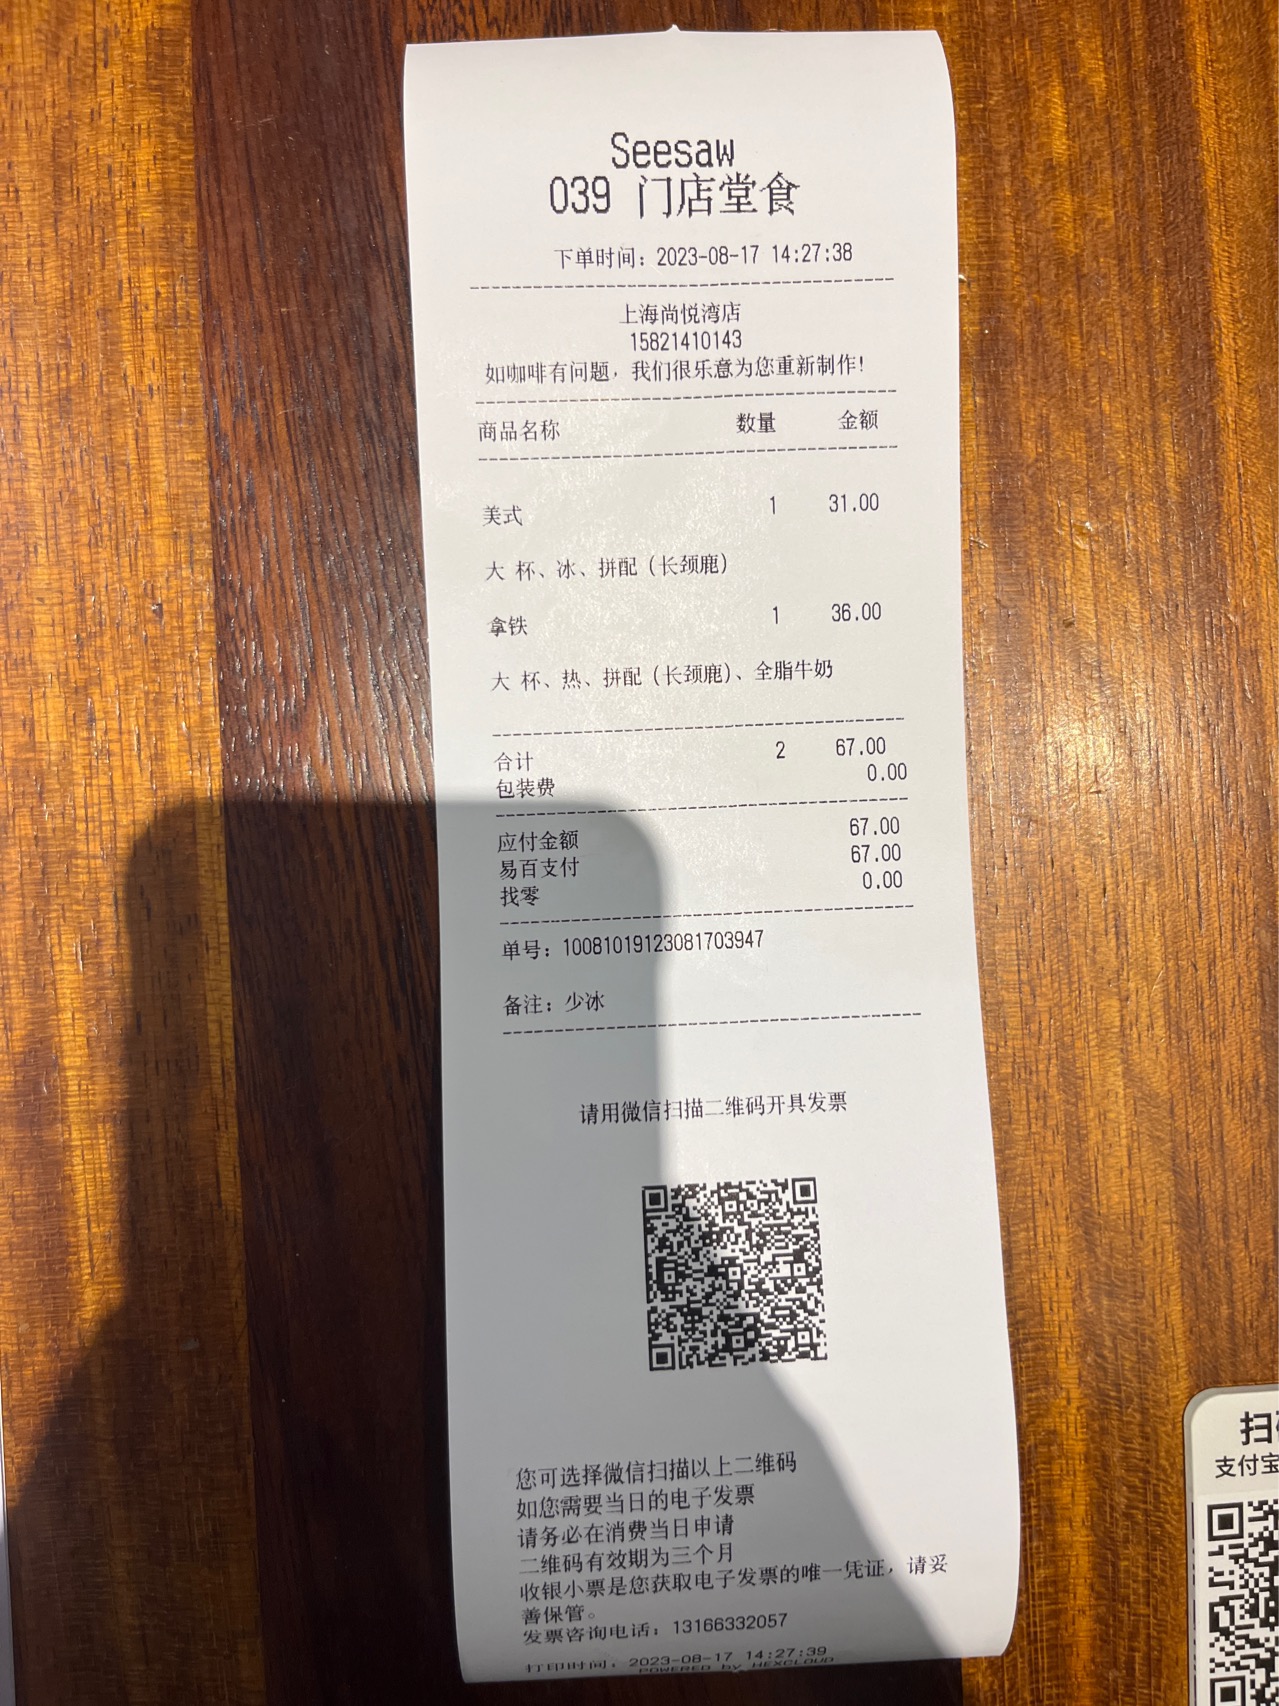 Seesaw
039 门店堂食
下单时间：2023-08-17 14:27:38
上海尚悦湾店
15821410143
如咖啡有问题，我们很乐意为您重新制作！
商品名称 数量 金额
美式 1 31.00
大 杯、冰、拼配（长颈鹿）
拿铁 1 36.00
大 杯、热、拼配（长颈鹿）、全脂牛奶
合计 2 67.00
包装费 0.00
应付金额 67.00
易百支付 67.00
找零 0.00
单号：10081019123081703947
备注：少冰
请用微信扫描二维码开具发票
您可选择微信扫描以上二维码
如您需要当日的电子发票
请务必在消费当日申请
二维码有效期为三个月
收银小票是您获取电子发票的唯一凭证，请妥
善保管。
发票咨询电话：13166332057
打印时间：2023-08-17 14:27:39
POWERED by HEXCLOUD
扫
支付宝